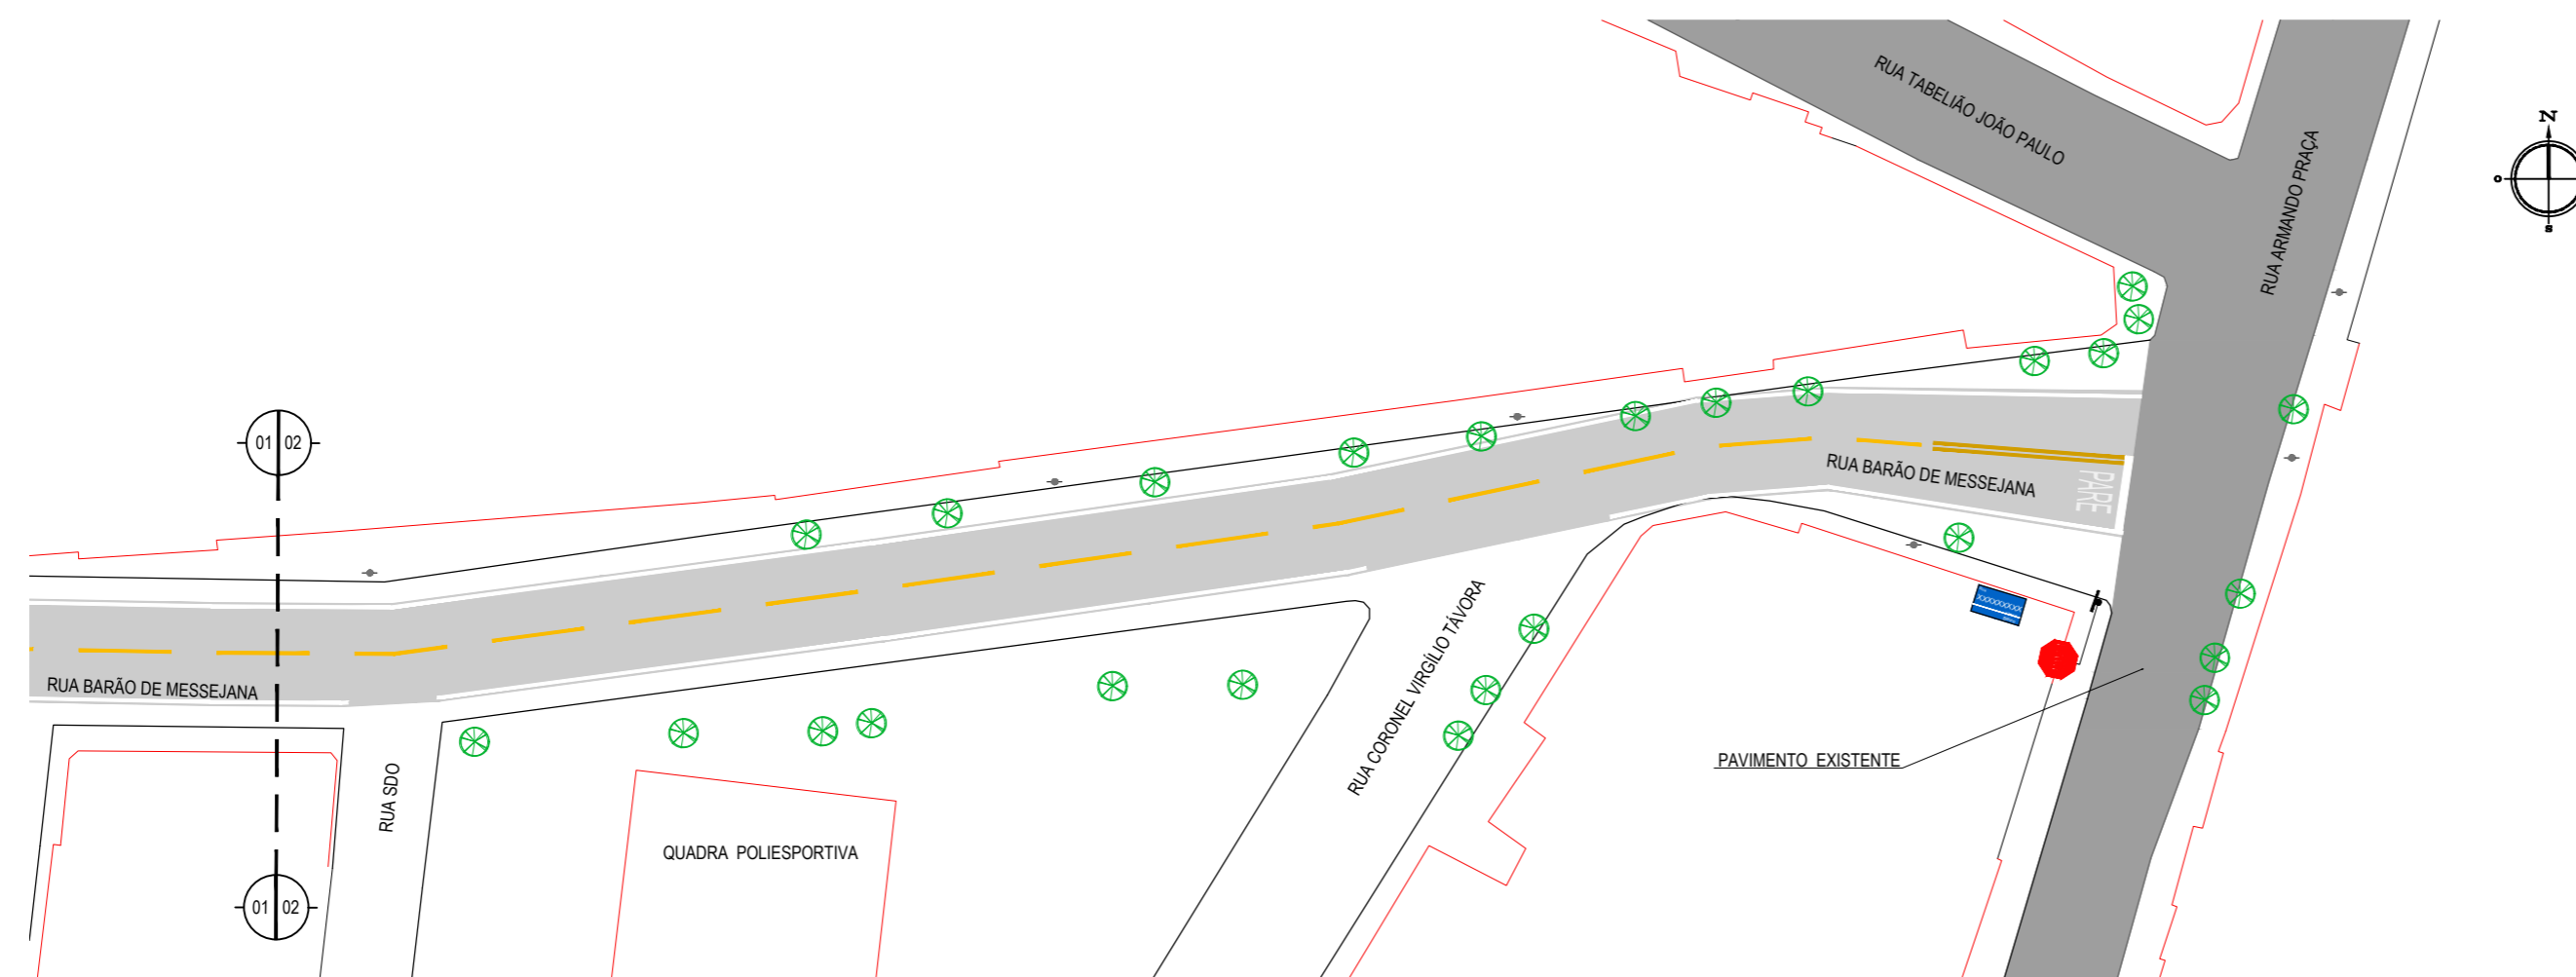 RUA TABELIÃO JOÃO PAULO
RUA ARMANDO PRAÇA
N
O
S
01 02
RUA BARÃO DE MESSEJANA
PARE
RUA BARÃO DE MESSEJANA
RUA CORONEL VIRGÍLIO TÁVORA
XXXXXXXXXX
PAVIMENTO EXISTENTE
RUA SDO
QUADRA POLIESPORTIVA
01 02